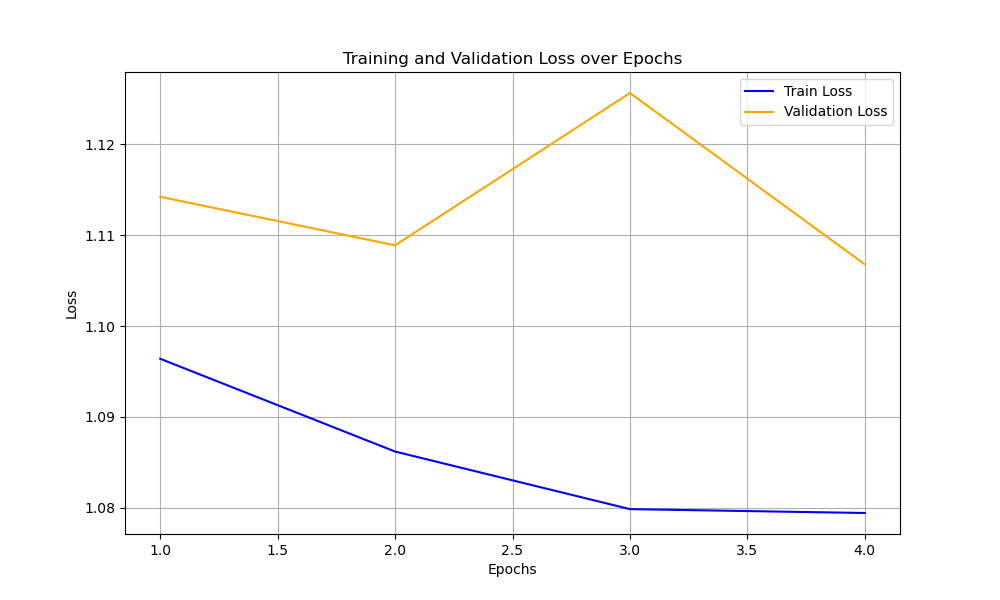 Training and Validation Loss over Epochs
Train Loss
Validation Loss
1.12
1.11
1.10
1.09
1.08
Loss
1.0 1.5 2.0 2.5 3.0 3.5 4.0
Epochs